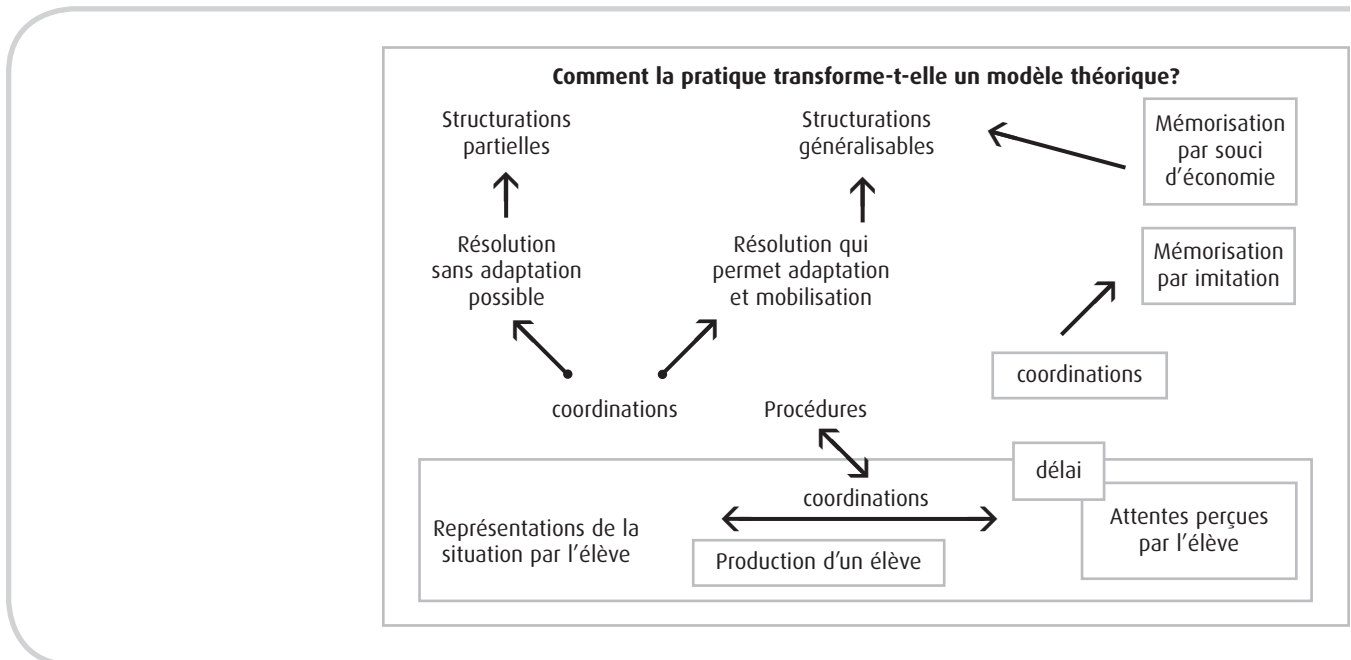 Comment la pratique transforme-t-elle un modèle théorique?
Structurations
partielles
Structurations
généralisables
Mémorisation
par souci
d'économie
Résolution
sans adaptation
possible
Résolution qui
permet adaptation
et mobilisation
Mémorisation
par imitation
coordinations
coordinations
Procédures
délai
coordinations
Représentations de la
situation par l'élève
Production d'un élève
Attentes perçues
par l'élève